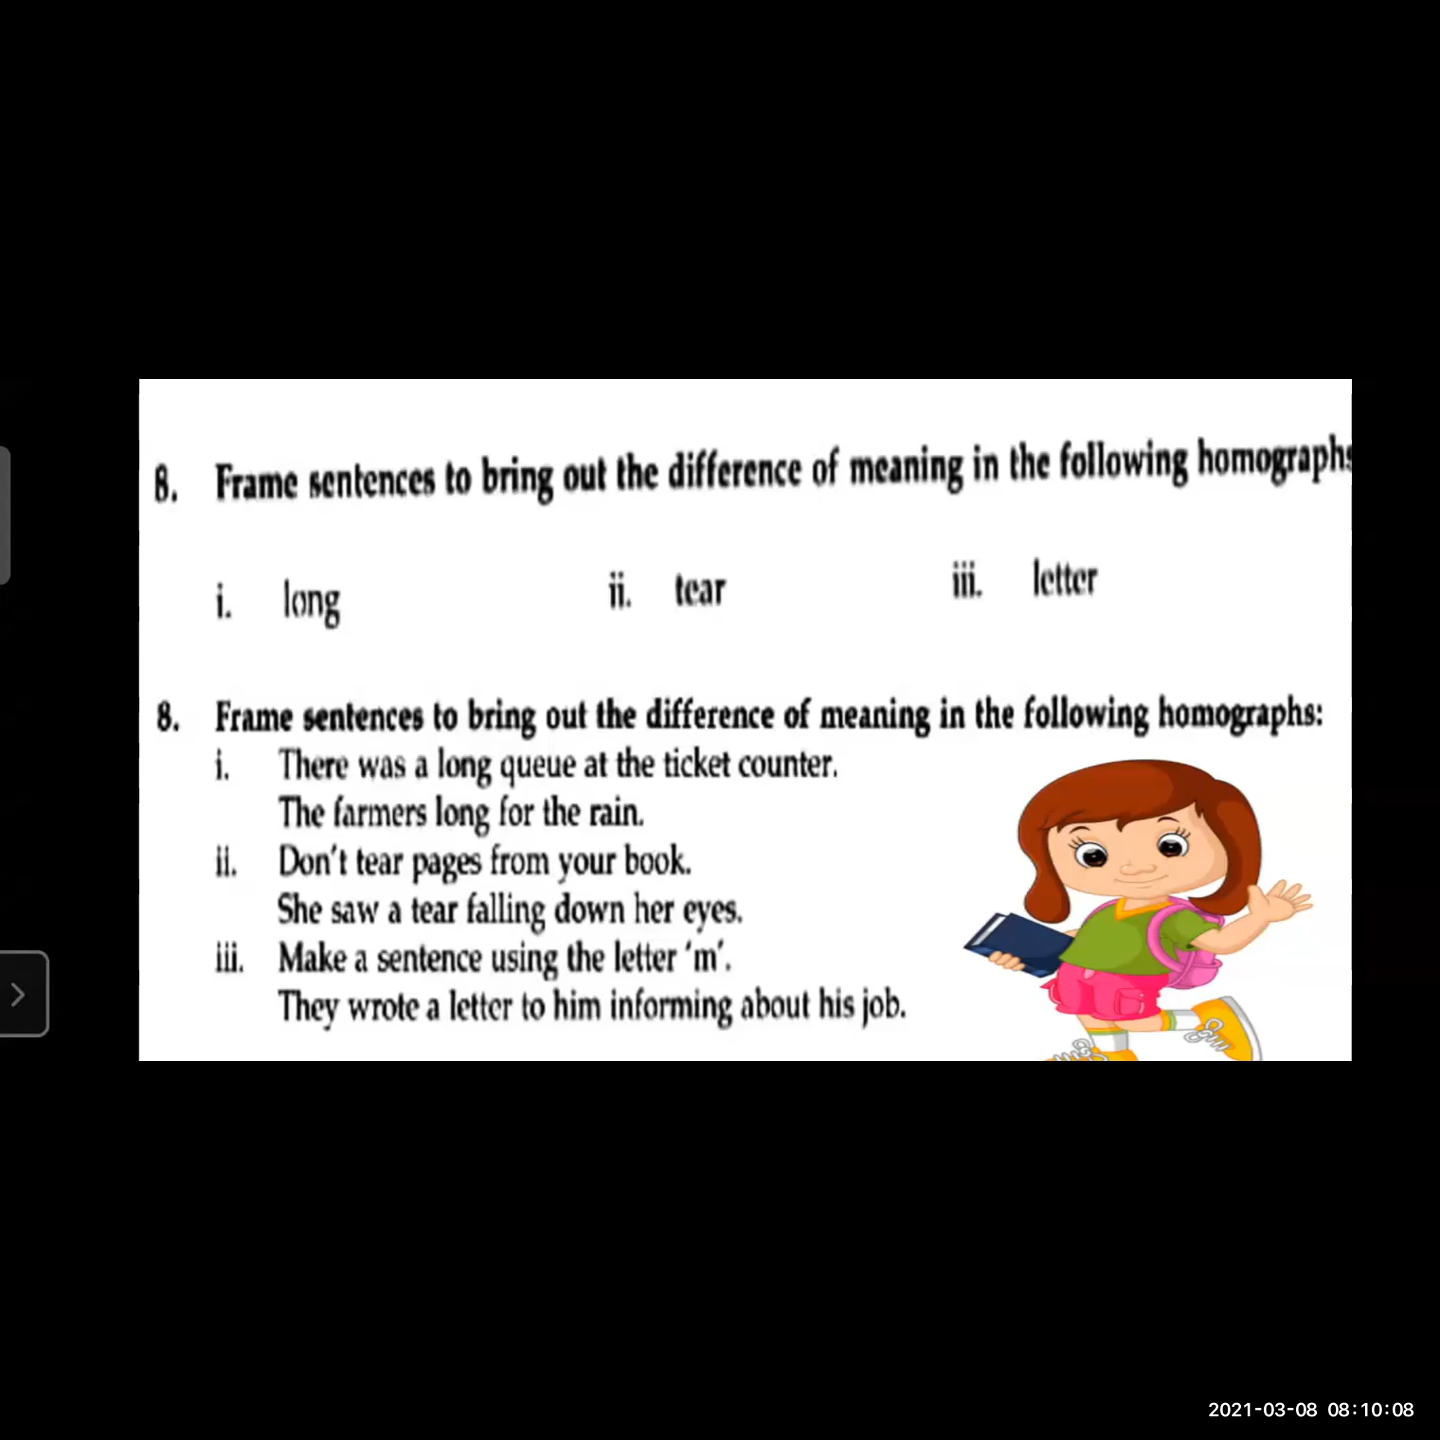 8. Frame sentences to bring out the difference of meaning in the following homographs
i. long ii. tear iii. letter
8. Frame sentences to bring out the difference of meaning in the following homographs:
i. There was a long queue at the ticket counter.
The farmers long for the rain.
ii. Don't tear pages from your book.
She saw a tear falling down her eyes.
iii. Make a sentence using the letter 'm'.
They wrote a letter to him informing about his job.
2021-03-08 08:10:08